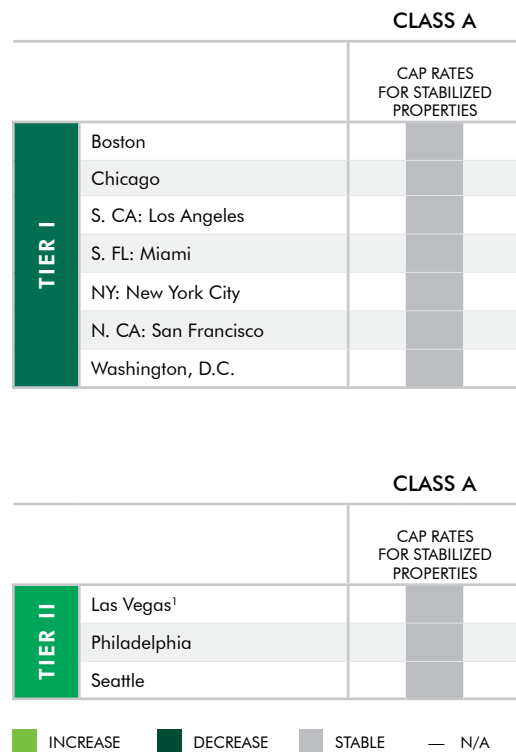 CLASS A
CAP RATES
FOR STABILIZED
PROPERTIES
TIER I
Boston
Chicago
S. CA: Los Angeles
S. FL: Miami
NY: New York City
N. CA: San Francisco
Washington, D.C.
CLASS A
CAP RATES
FOR STABILIZED
PROPERTIES
TIER II
Las Vegas¹
Philadelphia
Seattle
INCREASE DECREASE STABLE — N/A